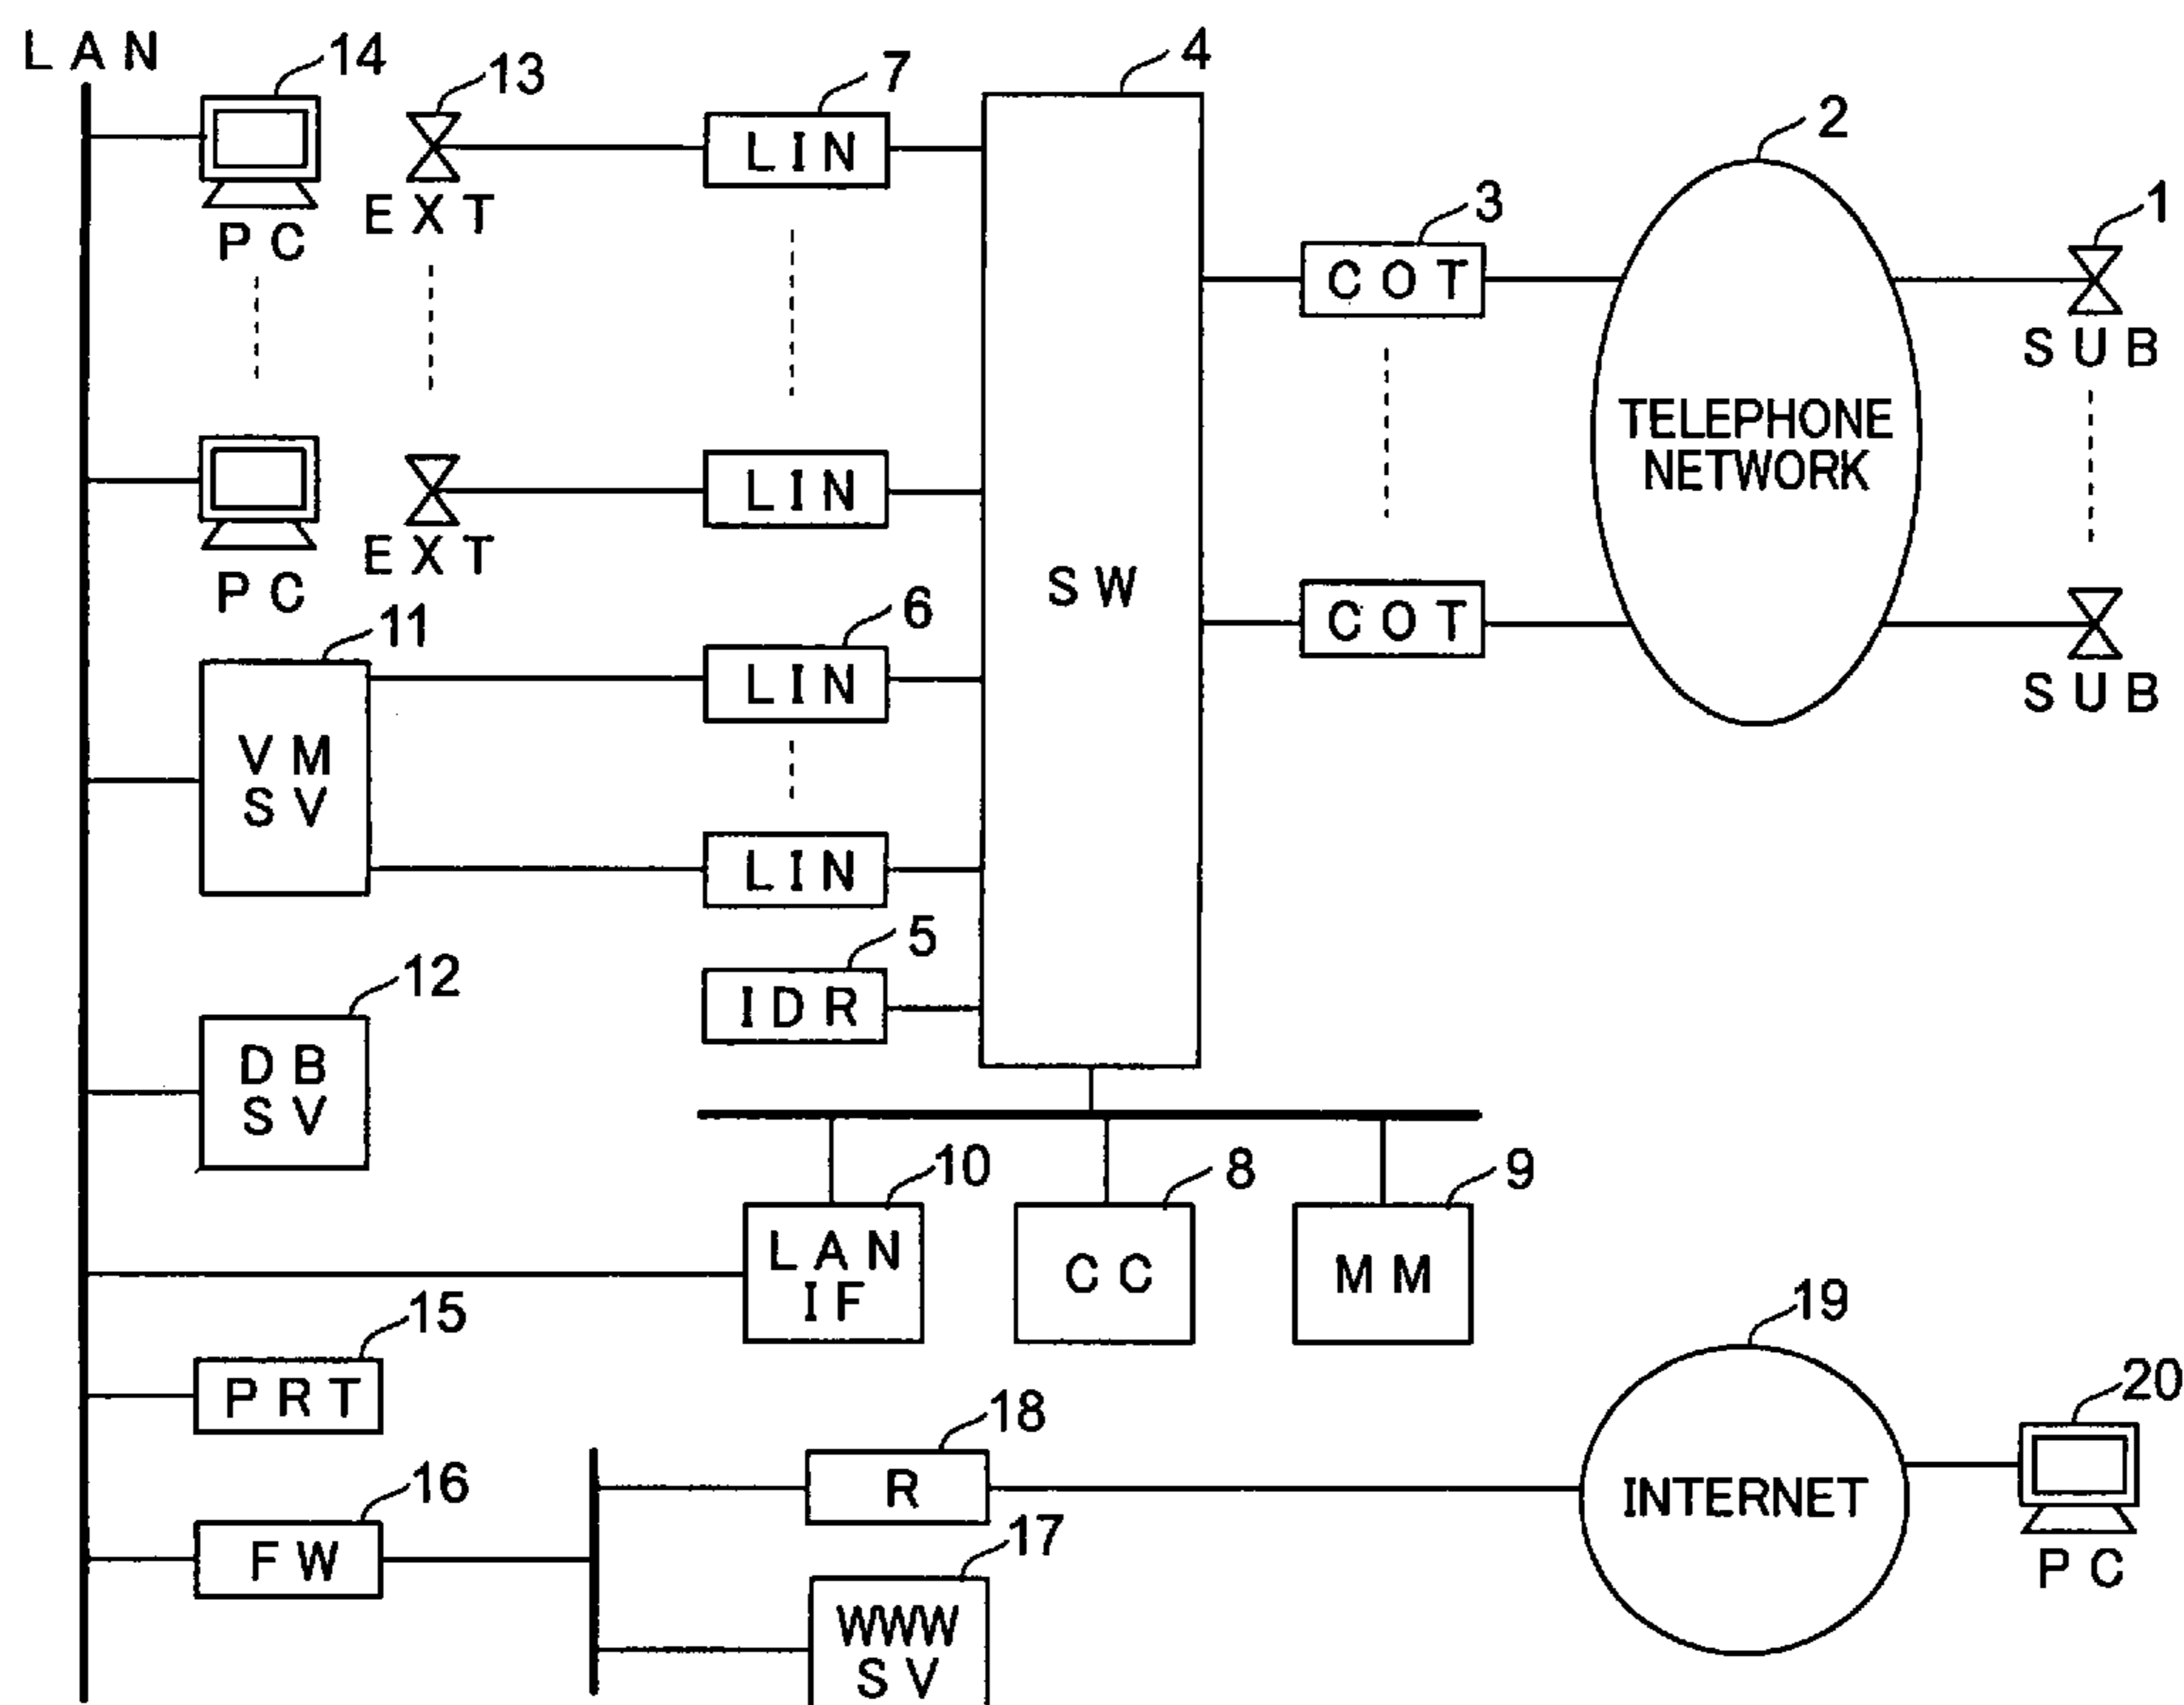 LAN
14
13
7
4
2
1
3
LIN
PC
EXT
COT
SUB
TELEPHONE
NETWORK
LIN
PC
EXT
SW
6
11
LIN
COT
SUB
VM
SV
LIN
5
12
IDR
DB
SV
10
8
9
LAN
IF
CC
MM
15
19
PRT
18
20
16
R
INTERNET
FW
17
PC
WWW
SV